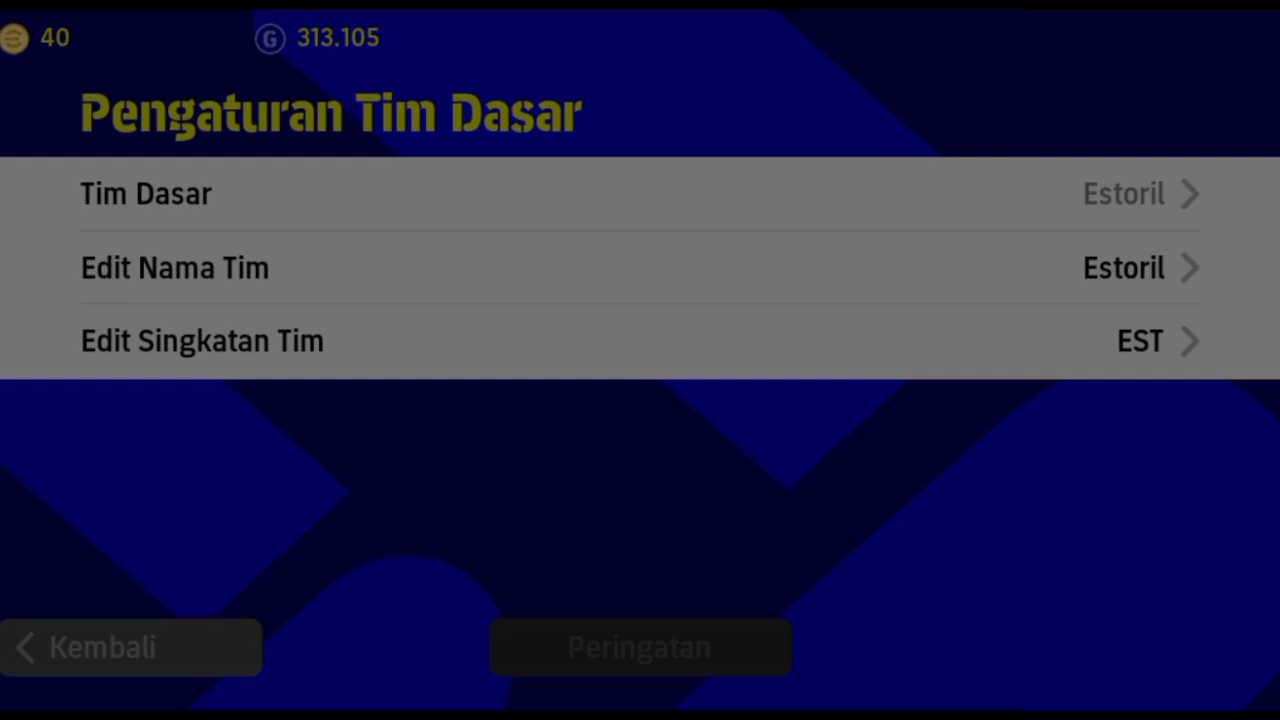 40
G 313.105
Pengaturan Tim Dasar
Tim Dasar Estoril
Edit Nama Tim Estoril
Edit Singkatan Tim EST
Kembali Peringatan